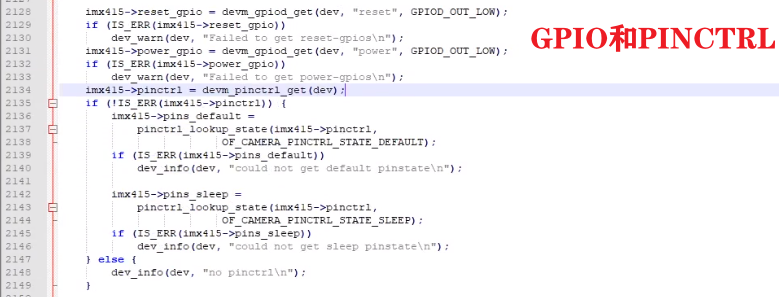 2128 imx415->reset_gpio = devm_gpiod_get(dev, "reset", GPIOD_OUT_LOW);
2129 if (IS_ERR(imx415->reset_gpio))
2130 dev_warn(dev, "Failed to get reset-gpios\n");
2131 imx415->power_gpio = devm_gpiod_get(dev, "power", GPIOD_OUT_LOW);
2132 if (IS_ERR(imx415->power_gpio))
2133 dev_warn(dev, "Failed to get power-gpios\n");
GPIO和PINCTRL
2134 imx415->pinctrl = devm_pinctrl_get(dev);
2135 if (!IS_ERR(imx415->pinctrl)) {
2136 imx415->pins_default =
2137 pinctrl_lookup_state(imx415->pinctrl,
2138 OF_CAMERA_PINCTRL_STATE_DEFAULT);
2139 if (IS_ERR(imx415->pins_default))
2140 dev_info(dev, "could not get default pinstate\n");
2141
2142 imx415->pins_sleep =
2143 pinctrl_lookup_state(imx415->pinctrl,
2144 OF_CAMERA_PINCTRL_STATE_SLEEP);
2145 if (IS_ERR(imx415->pins_sleep))
2146 dev_info(dev, "could not get sleep pinstate\n");
2147 } else {
2148 dev_info(dev, "no pinctrl\n");
2149 }